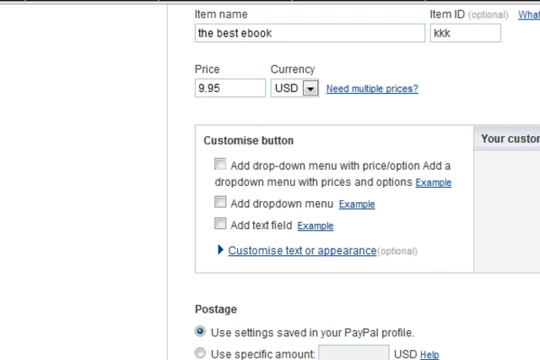 Item name
Item ID (optional)
the best ebook
kkk
Price
Currency
9.95
USD
Need multiple prices?
Customise button
Your custom
Add drop-down menu with price/option Add a
dropdown menu with prices and options Example
Add dropdown menu Example
Add text field Example
Customise text or appearance(optional)
Postage
Use settings saved in your PayPal profile.
Use specific amount:
USD Help